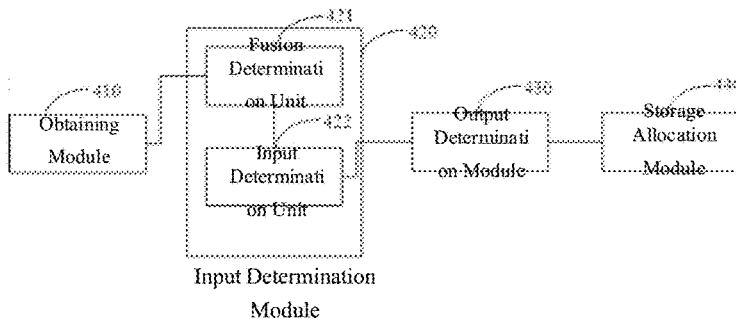 421
420
Fusion
Determinati
on Unit
410
Obtaining
Module
422
Input
Determinati
on Unit
430
Output
Determinati
on Module
440
Storage
Allocation
Module
Input Determination
Module